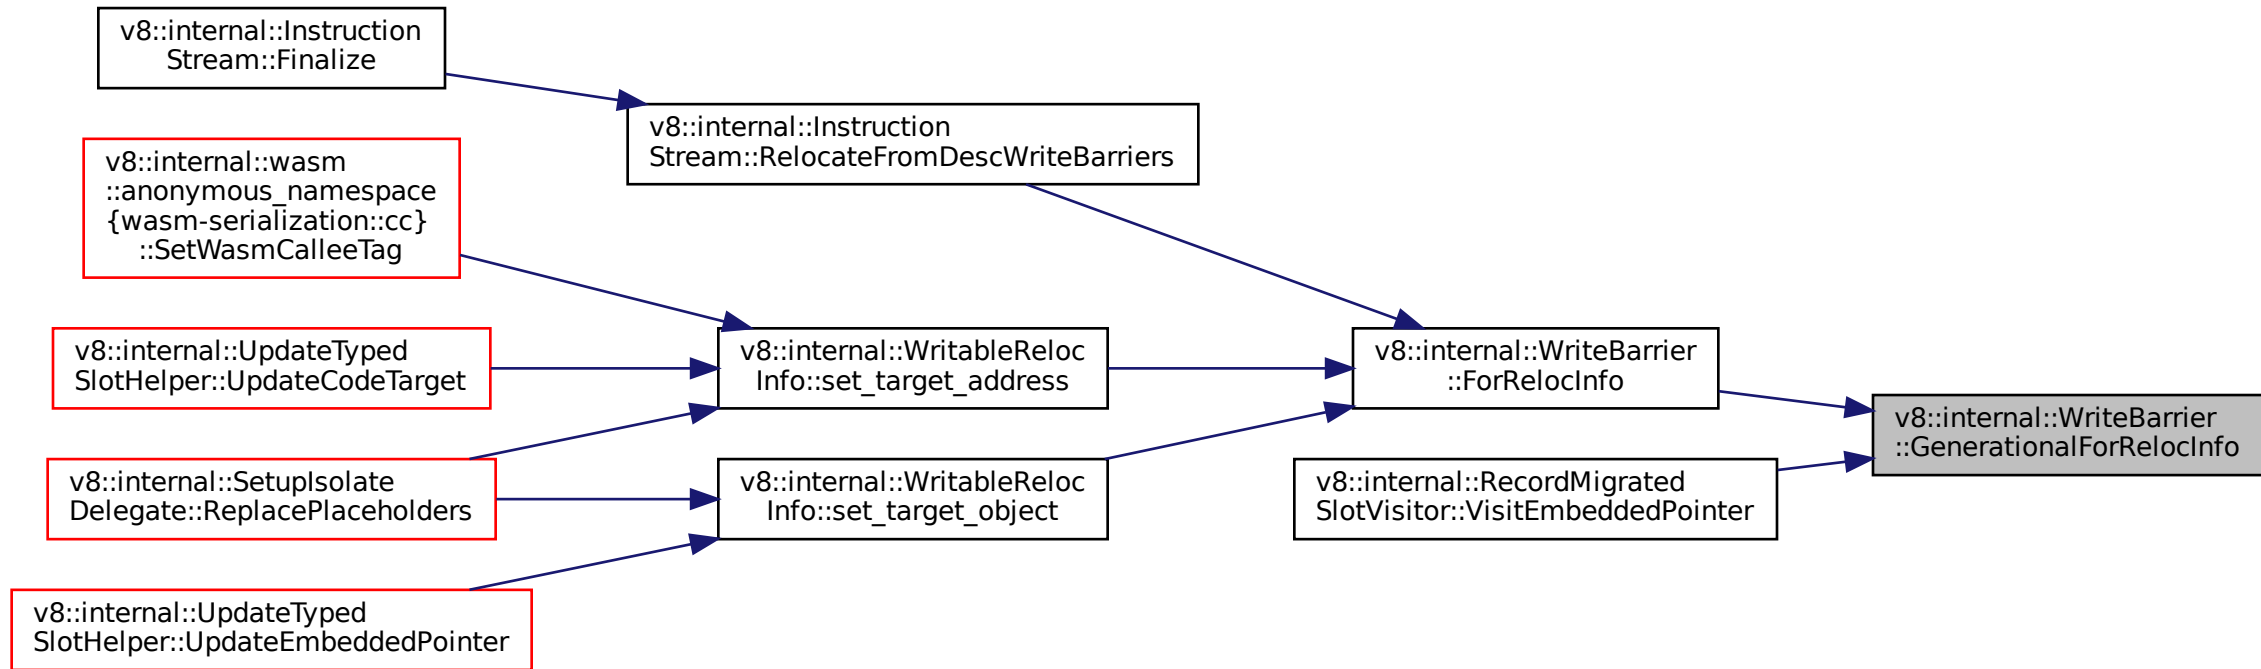 v8::internal::Instruction
Stream::Finalize
v8::internal::Instruction
Stream::RelocateFromDescWriteBarriers
v8::internal::wasm
::anonymous_namespace
{wasm-serialization::cc}
::SetWasmCalleeTag
v8::internal::UpdateTyped
SlotHelper::UpdateCodeTarget
v8::internal::WritableReloc
Info::set_target_address
v8::internal::WriteBarrier
::ForRelocInfo
v8::internal::WriteBarrier
::GenerationalForRelocInfo
v8::internal::SetupIsolate
Delegate::ReplacePlaceholders
v8::internal::WritableReloc
Info::set_target_object
v8::internal::RecordMigrated
SlotVisitor::VisitEmbeddedPointer
v8::internal::UpdateTyped
SlotHelper::UpdateEmbeddedPointer